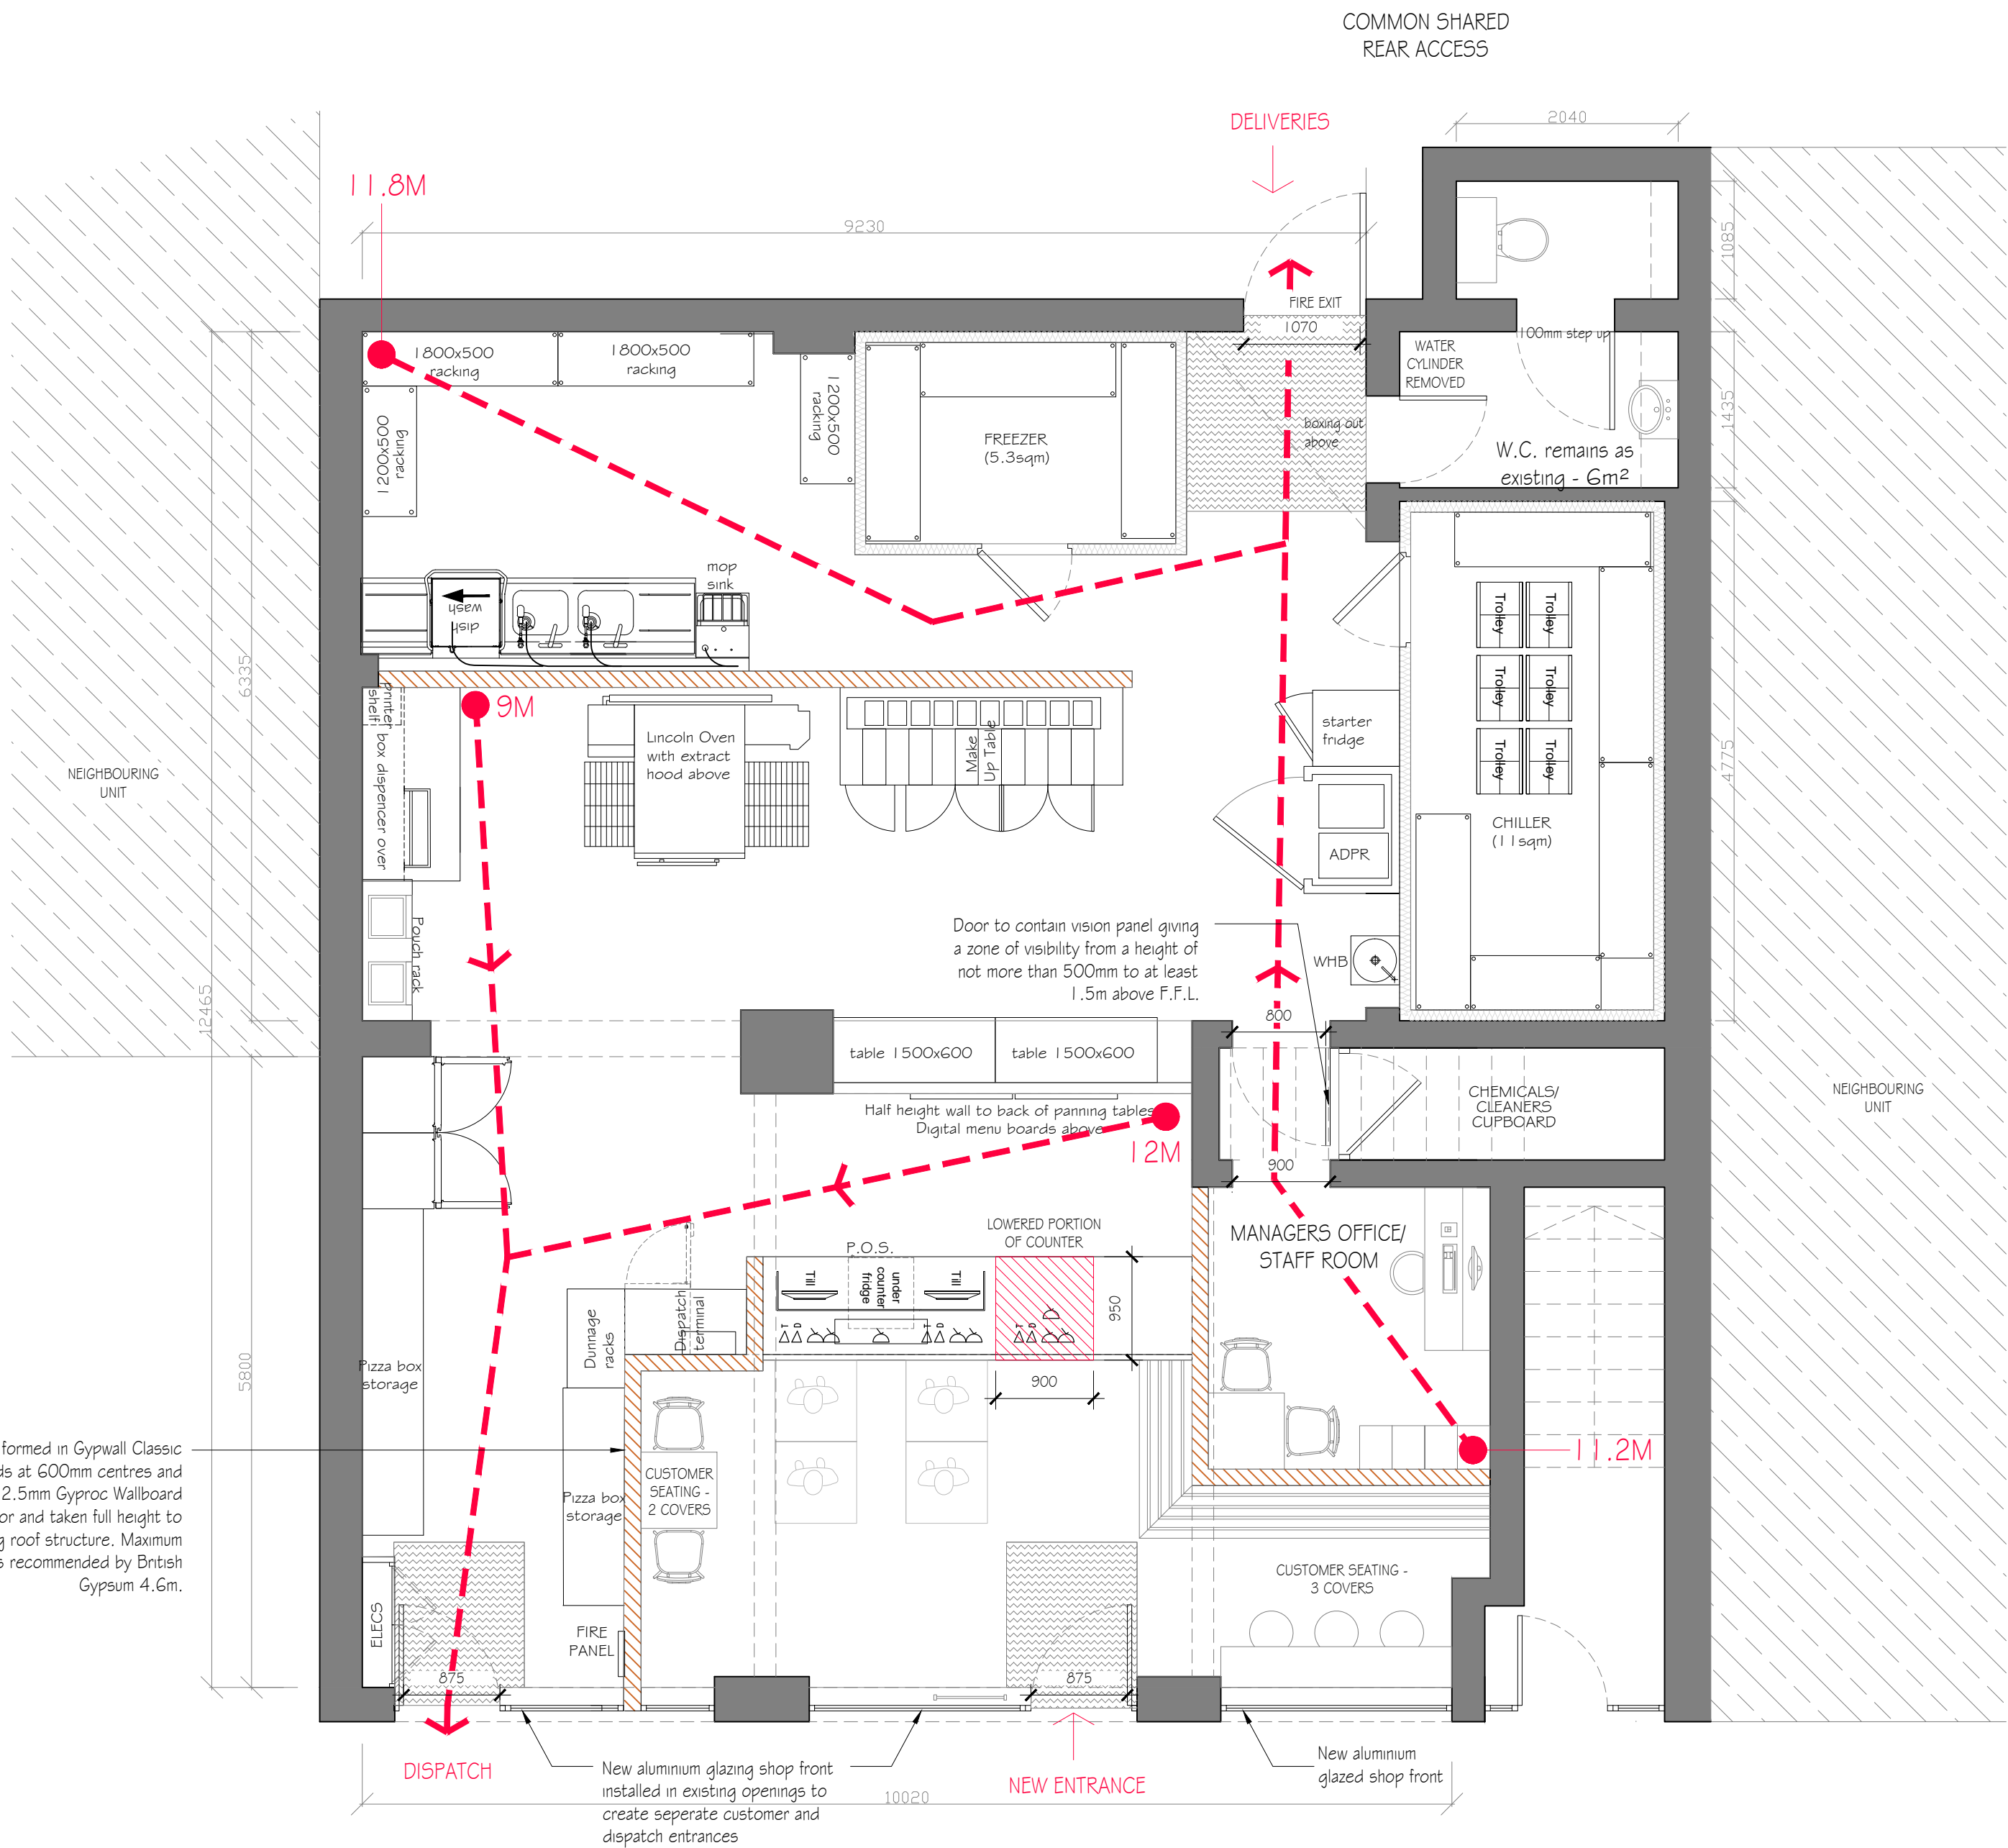 COMMON SHARED
REAR ACCESS
DELIVERIES
2040
11.8M
9230
1085
FIRE EXIT
1070
100mm step up
WATER
CYLINDER
REMOVED
1800x500
racking
1800x500
racking
1200x500
racking
1200x500
racking
FREEZER
(5.3sqm)
boxing out
above
1435
W.C. remains as
existing - 6m²
mop
sink
dish
wash
6335
Trolley
Trolley
Trolley
Trolley
Trolley
Trolley
9M
printer
shelf
box dispencer over
Lincoln Oven
with extract
hood above
Make
Up Table
starter
fridge
4775
NEIGHBOURING
UNIT
CHILLER
(11sqm)
ADPR
Pouch rack
Door to contain vision panel giving
a zone of visibility from a height of
not more than 500mm to at least
1.5m above F.F.L.
WHB
12465
800
table 1500x600
table 1500x600
Half height wall to back of panning tables
Digital menu boards above
12M
CHEMICALS/
CLEANERS
CUPBOARD
NEIGHBOURING
UNIT
900
LOWERED PORTION
OF COUNTER
MANAGERS OFFICE/
STAFF ROOM
P.O.S.
Till
under
counter
fridge
Till
T
D
T
D
T
D
950
Dispatch
terminal
Dunnage
racks
Pizza box
storage
5800
900
formed in Gypwall Classic
ds at 600mm centres and
2.5mm Gyproc Wallboard
or and taken full height to
g roof structure. Maximum
s recommended by British
Gypsum 4.6m.
11.2M
CUSTOMER
SEATING -
2 COVERS
Pizza box
storage
CUSTOMER SEATING -
3 COVERS
ELECS
FIRE
PANEL
875
875
DISPATCH
New aluminium glazing shop front
installed in existing openings to
create seperate customer and
dispatch entrances
NEW ENTRANCE
New aluminium
glazed shop front
10020